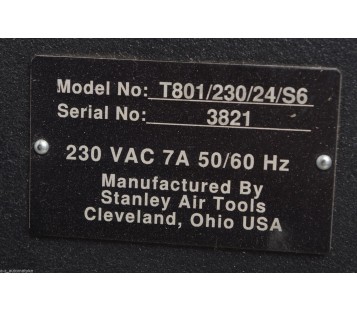 Model No: T801/230/24/S6
Serial No: 3821
230 VAC 7A 50/60 Hz
Manufactured By
Stanley Air Tools
Cleveland, Ohio USA